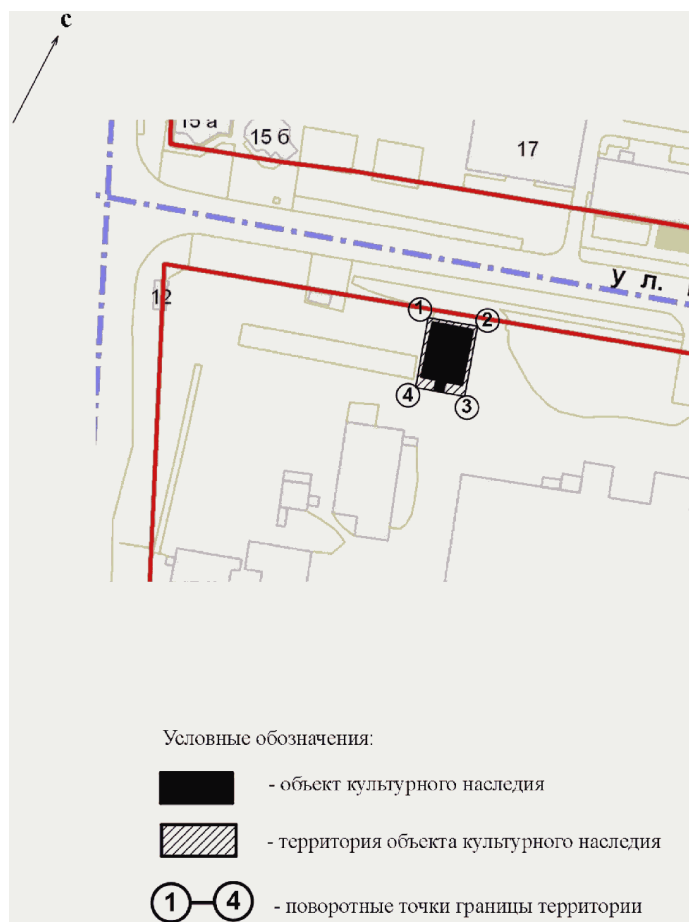 с
15 а
15 б
17
ул.
12
1
2
4
3
Условные обозначения:
- объект культурного наследия
- территория объекта культурного наследия
1 4 - поворотные точки границы территории